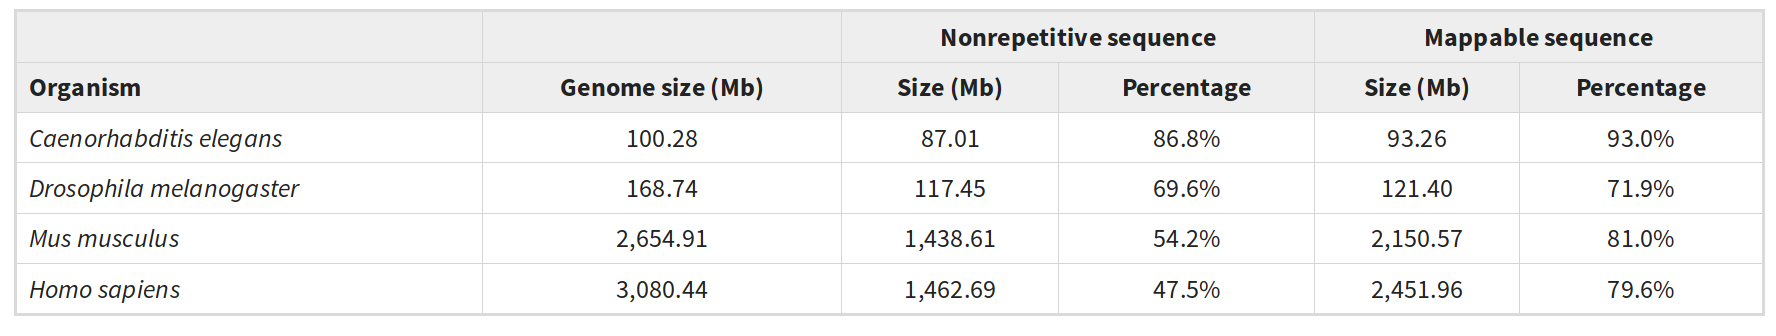 Nonrepetitive sequence Mappable sequence
Organism Genome size (Mb) Size (Mb) Percentage Size (Mb) Percentage
Caenorhabditis elegans 100.28 87.01 86.8% 93.26 93.0%
Drosophila melanogaster 168.74 117.45 69.6% 121.40 71.9%
Mus musculus 2,654.91 1,438.61 54.2% 2,150.57 81.0%
Homo sapiens 3,080.44 1,462.69 47.5% 2,451.96 79.6%